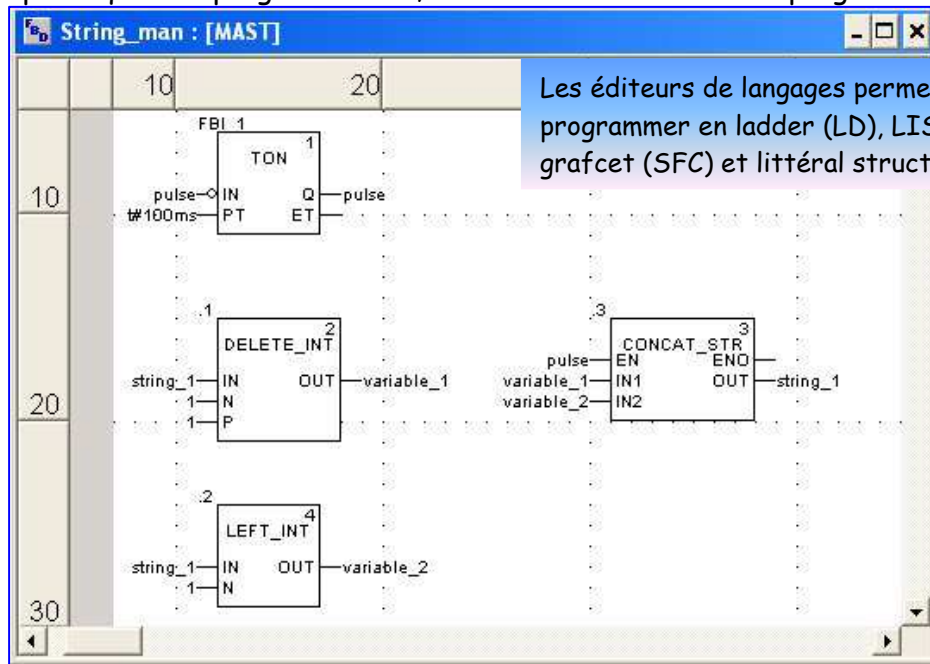 String_man : [MAST]
10 20
Les éditeurs de langages
programmer en ladder (LD),
grafcet (SFC) et littéral
10
20
30
FBI_1
1
TON
pulse IN Q pulse
t#100ms PT ET
.1
2
DELETE_INT
string_1 IN OUT variable_1
1 N
1 P
.3
3
CONCAT_STR
pulse EN ENO
variable_1 IN1 OUT string_1
variable_2 IN2
.2
4
LEFT_INT
string_1 IN OUT variable_2
1 N